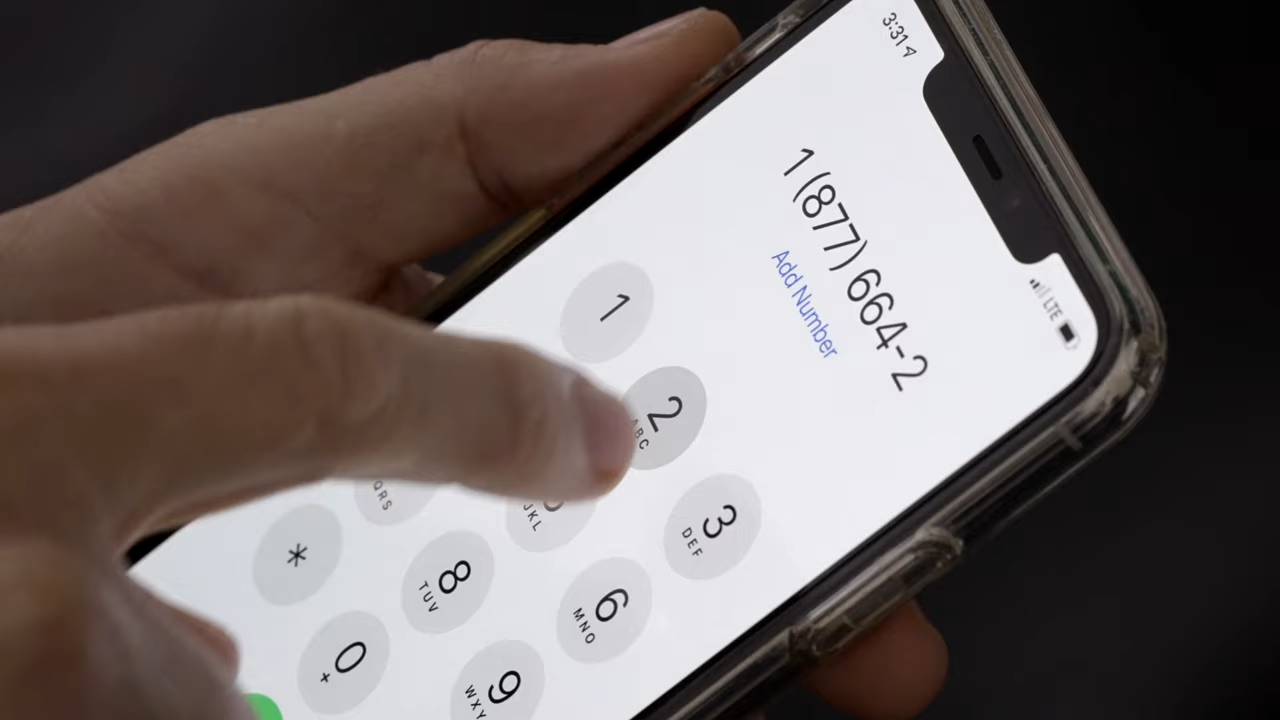 3:31
LTE
1 (877) 664-2
Add Number
1
2
ABC
3
DEF
JKL
6
MNO
QRS
8
TUV
9
WXY
*
0
+